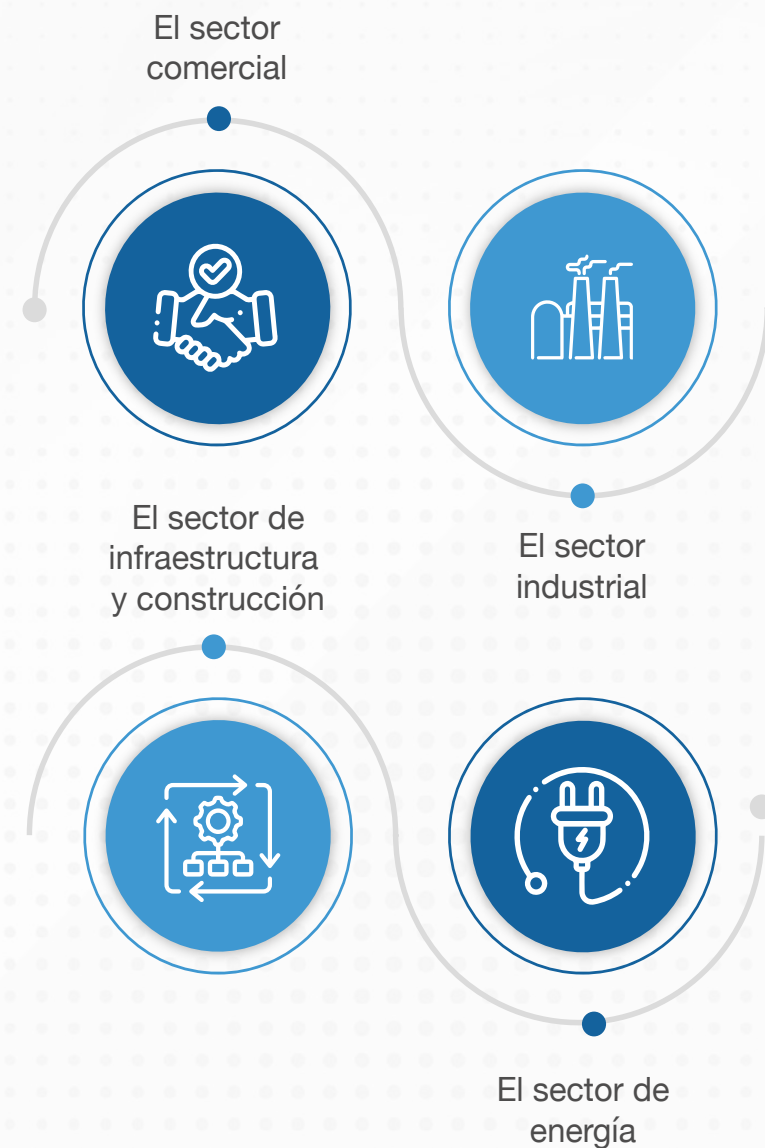 El sector
comercial
El sector
industrial
El sector de
infraestructura
y construcción
El sector de
energía